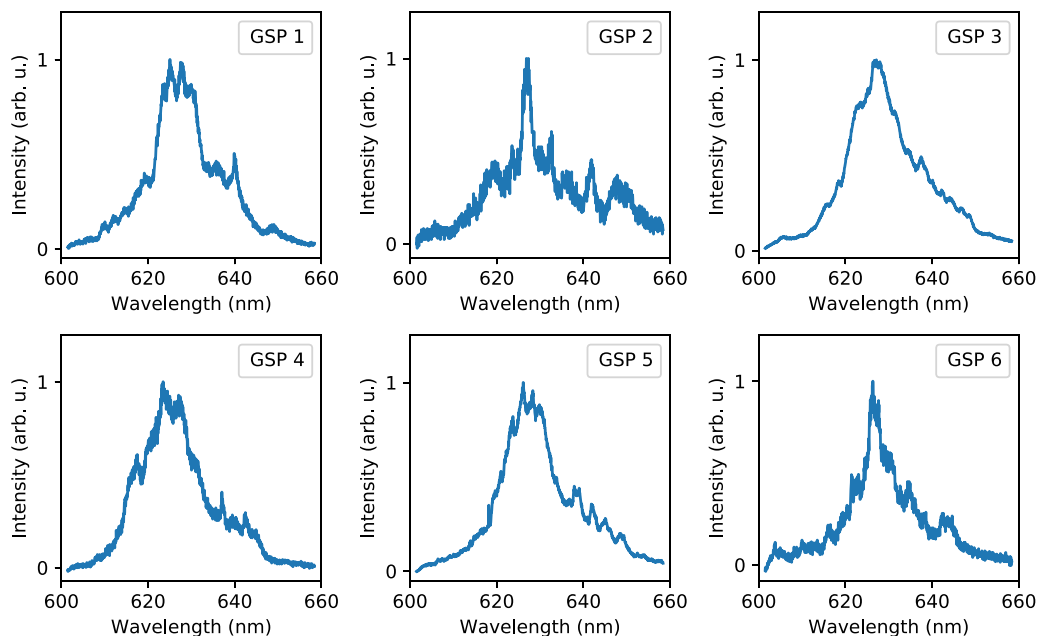 GSP 1
Intensity (arb. u.)
1
0
600 620 640 660
Wavelength (nm)
GSP 2
Intensity (arb. u.)
1
0
600 620 640 660
Wavelength (nm)
GSP 3
Intensity (arb. u.)
1
0
600 620 640 660
Wavelength (nm)
GSP 4
Intensity (arb. u.)
1
0
600 620 640 660
Wavelength (nm)
GSP 5
Intensity (arb. u.)
1
0
600 620 640 660
Wavelength (nm)
GSP 6
Intensity (arb. u.)
1
0
600 620 640 660
Wavelength (nm)